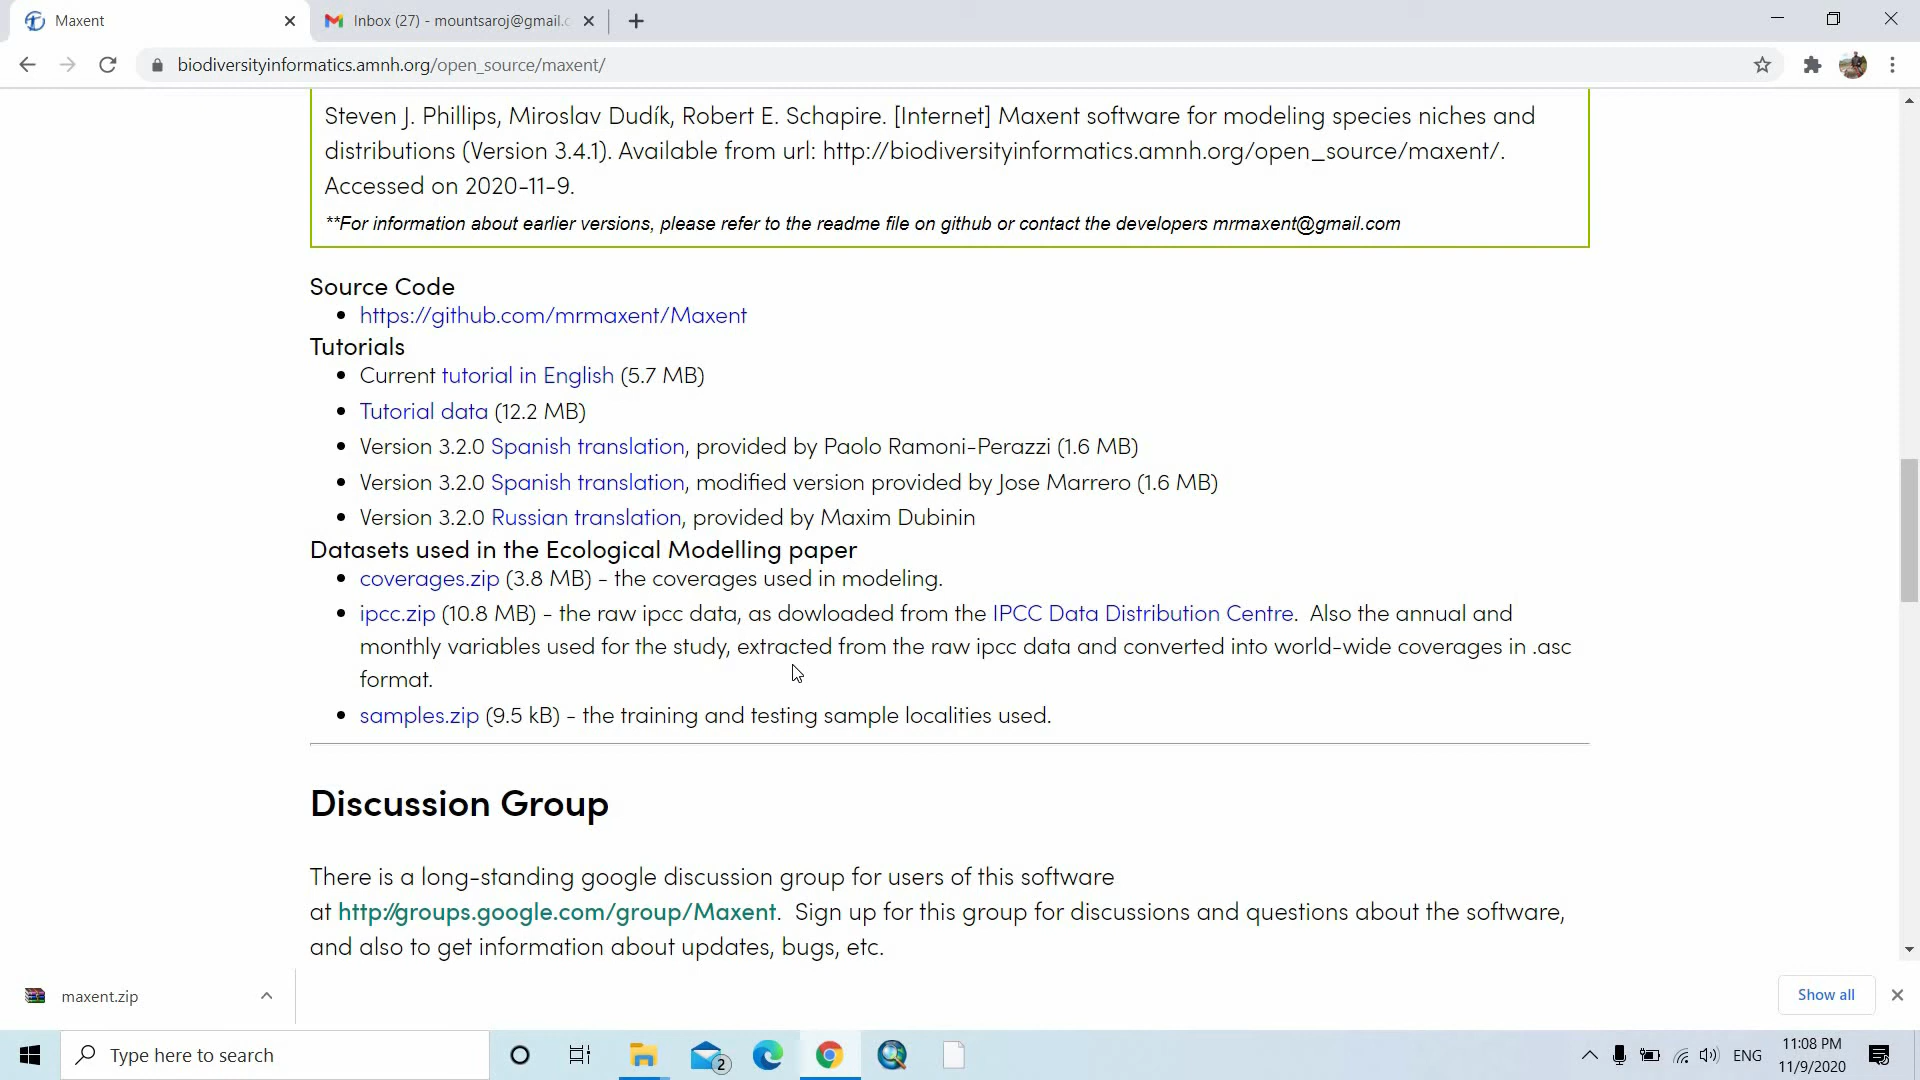 Maxent
Inbox (27) - mountsaroj@gmail.c
biodiversityinformatics.amnh.org/open_source/maxent/
Steven J. Phillips, Miroslav Dudík, Robert E. Schapire. [Internet] Maxent software for modeling species niches and
distributions (Version 3.4.1). Available from url: http://biodiversityinformatics.amnh.org/open_source/maxent/.
Accessed on 2020-11-9.
**For information about earlier versions, please refer to the readme file on github or contact the developers mrmaxent@gmail.com
Source Code
• https://github.com/mrmaxent/Maxent
Tutorials
• Current tutorial in English (5.7 MB)
• Tutorial data (12.2 MB)
• Version 3.2.0 Spanish translation, provided by Paolo Ramoni-Perazzi (1.6 MB)
• Version 3.2.0 Spanish translation, modified version provided by Jose Marrero (1.6 MB)
• Version 3.2.0 Russian translation, provided by Maxim Dubinin
Datasets used in the Ecological Modelling paper
• coverages.zip (3.8 MB) - the coverages used in modeling.
• ipcc.zip (10.8 MB) - the raw ipcc data, as dowloaded from the IPCC Data Distribution Centre. Also the annual and
monthly variables used for the study, extracted from the raw ipcc data and converted into world-wide coverages in .asc
format.
• samples.zip (9.5 kB) - the training and testing sample localities used.
Discussion Group
There is a long-standing google discussion group for users of this software
at http://groups.google.com/group/Maxent. Sign up for this group for discussions and questions about the software,
and also to get information about updates, bugs, etc.
maxent.zip
Show all
Type here to search
2
ENG
11:08 PM
11/9/2020